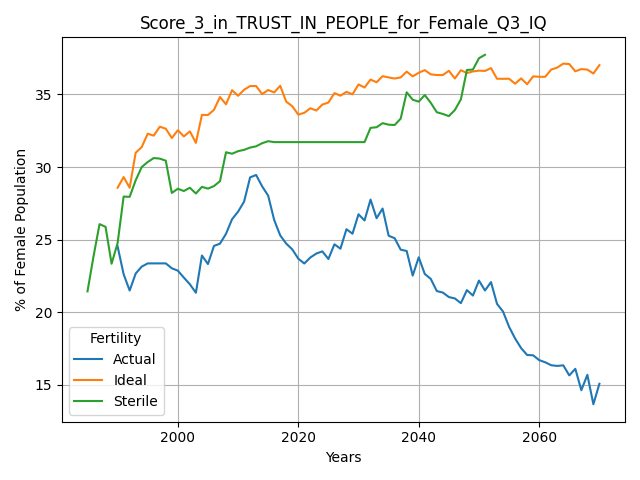 Score_3_in_TRUST_IN_PEOPLE_for_Female_Q3_IQ
% of Female Population
35
30
25
20
15
Fertility
Actual
Ideal
Sterile
2000 2020 2040 2060
Years